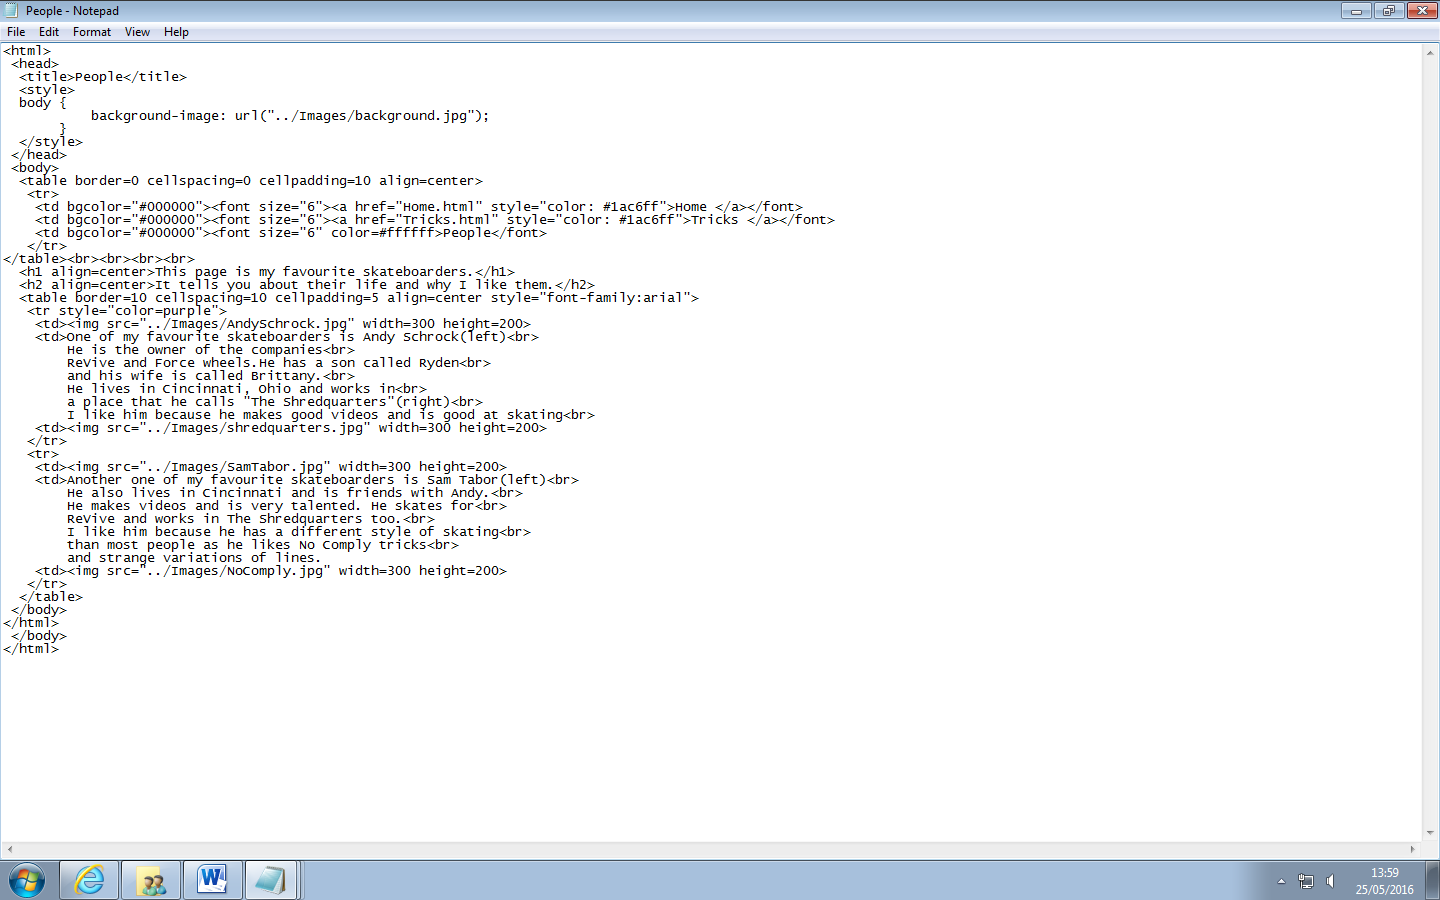 People - Notepad
File Edit Format View Help
<html>
<head>
<title>People</title>
<style>
body {
background-image: url("../Images/background.jpg");
}
</style>
</head>
<body>
<table border=0 cellspacing=0 cellpadding=10 align=center>
<tr>
<td bgcolor="#000000"><font size="6"><a href="Home.html" style="color: #1ac6ff">Home </a></font>
<td bgcolor="#000000"><font size="6"><a href="Tricks.html" style="color: #1ac6ff">Tricks </a></font>
<td bgcolor="#000000"><font size="6" color=#ffffff>People</font>
</tr>
</table><br><br><br><br>
<h1 align=center>This page is my favourite skateboarders.</h1>
<h2 align=center>It tells you about their life and why I like them.</h2>
<table border=10 cellspacing=10 cellpadding=5 align=center style="font-family:arial">
<tr style="color=purple">
<td><img src="../Images/AndySchrock.jpg" width=300 height=200>
<td>One of my favourite skateboarders is Andy Schrock(left)<br>
He is the owner of the companies<br>
ReVive and Force wheels.He has a son called Ryden<br>
and his wife is called Brittany.<br>
He lives in Cincinnati, Ohio and works in<br>
a place that he calls "The Shredquarters"(right)<br>
I like him because he makes good videos and is good at skating<br>
<td><img src="../Images/shredquarters.jpg" width=300 height=200>
</tr>
<tr>
<td><img src="../Images/SamTabor.jpg" width=300 height=200>
<td>Another one of my favourite skateboarders is Sam Tabor(left)<br>
He also lives in Cincinnati and is friends with Andy.<br>
He makes videos and is very talented. He skates for<br>
ReVive and works in The Shredquarters too.<br>
I like him because he has a different style of skating<br>
than most people as he likes No Comply tricks<br>
and strange variations of lines.
<td><img src="../Images/NoComply.jpg" width=300 height=200>
</tr>
</table>
</body>
</html>
</body>
</html>
13:59
25/05/2016